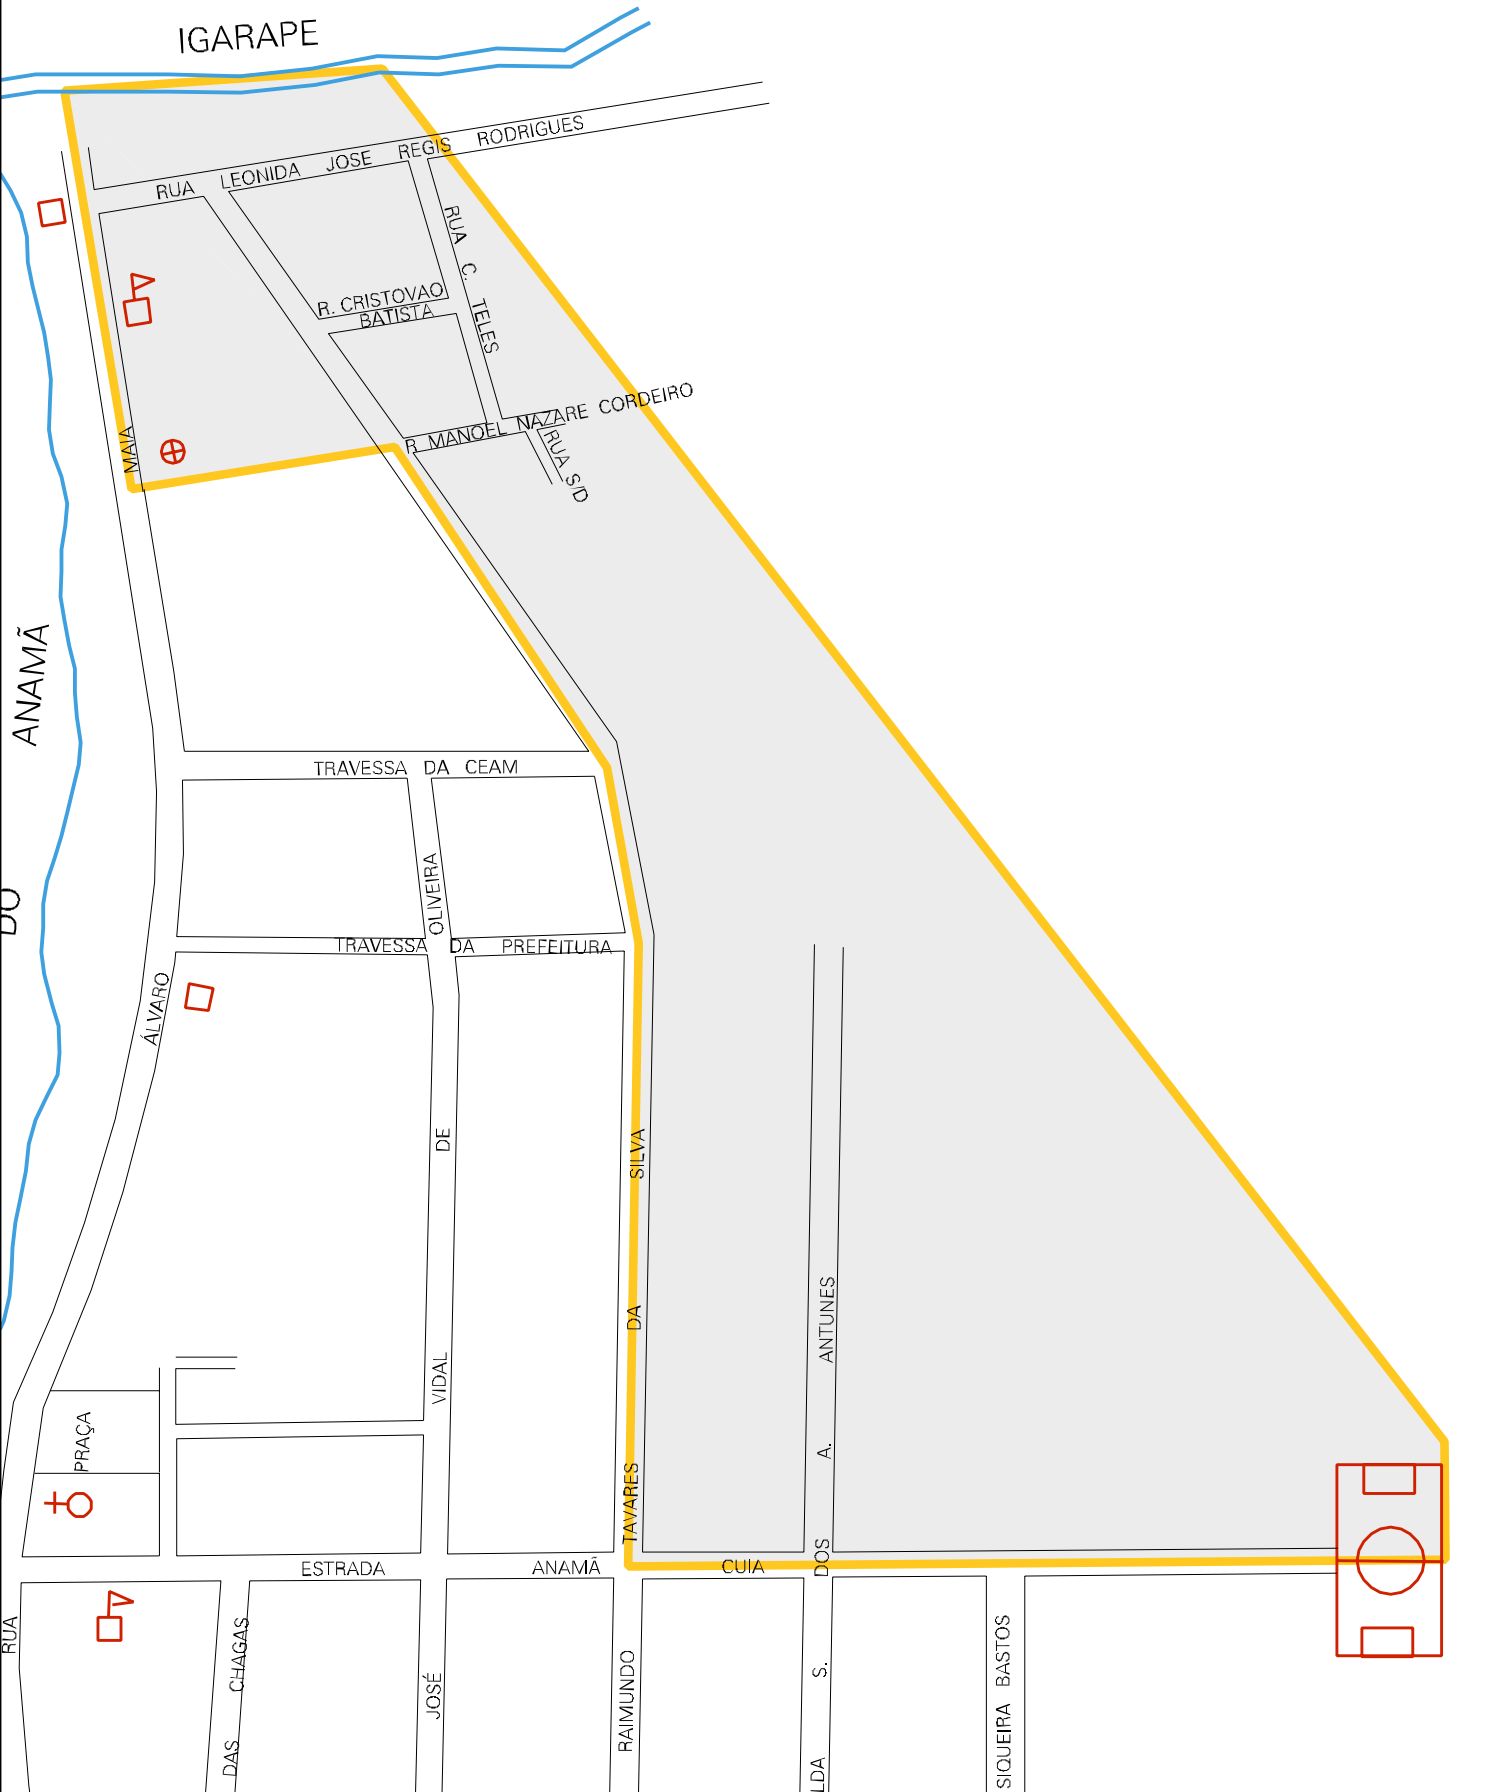 IGARAPE
RUA LEONIDA JOSE REGIS RODRIGUES
RUA C. TELES
R. CRISTOVAO
BATISTA
R MANOEL NAZARE CORDEIRO
RUA S/D
MAIA
ANAMÃ
TRAVESSA DA CEAM
OLIVEIRA
DO
TRAVESSA DA PREFEITURA
ÁLVARO
DE
SILVA
DA
ANTUNES
VIDAL
PRAÇA
A.
TAVARES
DOS
ESTRADA ANAMÃ CUIA
RUA
CHAGAS
DAS
JOSÉ
RAIMUNDO
S.
LDA
SIQUEIRA BASTOS